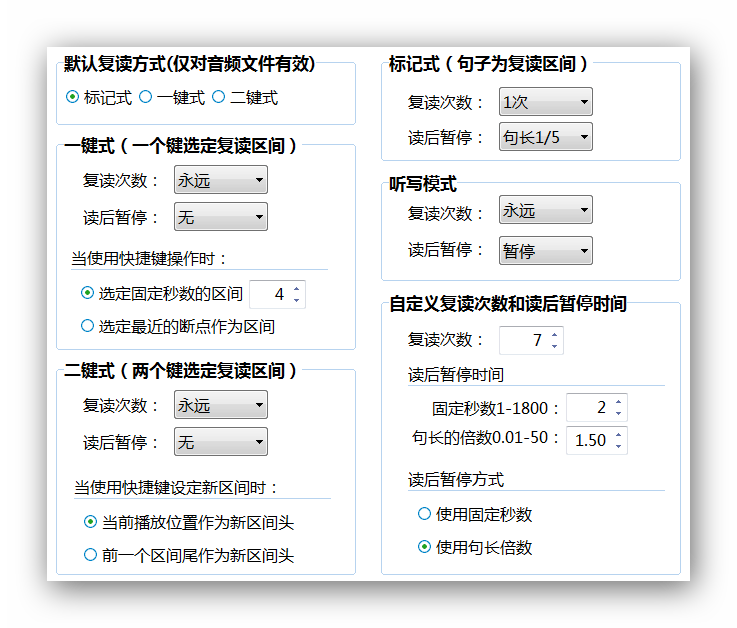 默认复读方式(仅对音频文件有效)
标记式 一键式 二键式
一键式（一个键选定复读区间）
复读次数： 永远
读后暂停： 无
当使用快捷键操作时：
选定固定秒数的区间 4
选定最近的断点作为区间
二键式（两个键选定复读区间）
复读次数： 永远
读后暂停： 无
当使用快捷键设定新区间时：
当前播放位置作为新区间头
前一个区间尾作为新区间头
标记式（句子为复读区间）
复读次数： 1次
读后暂停： 句长1/5
听写模式
复读次数： 永远
读后暂停： 暂停
自定义复读次数和读后暂停时间
复读次数： 7
读后暂停时间
固定秒数1-1800： 2
句长的倍数0.01-50： 1.50
读后暂停方式
使用固定秒数
使用句长倍数